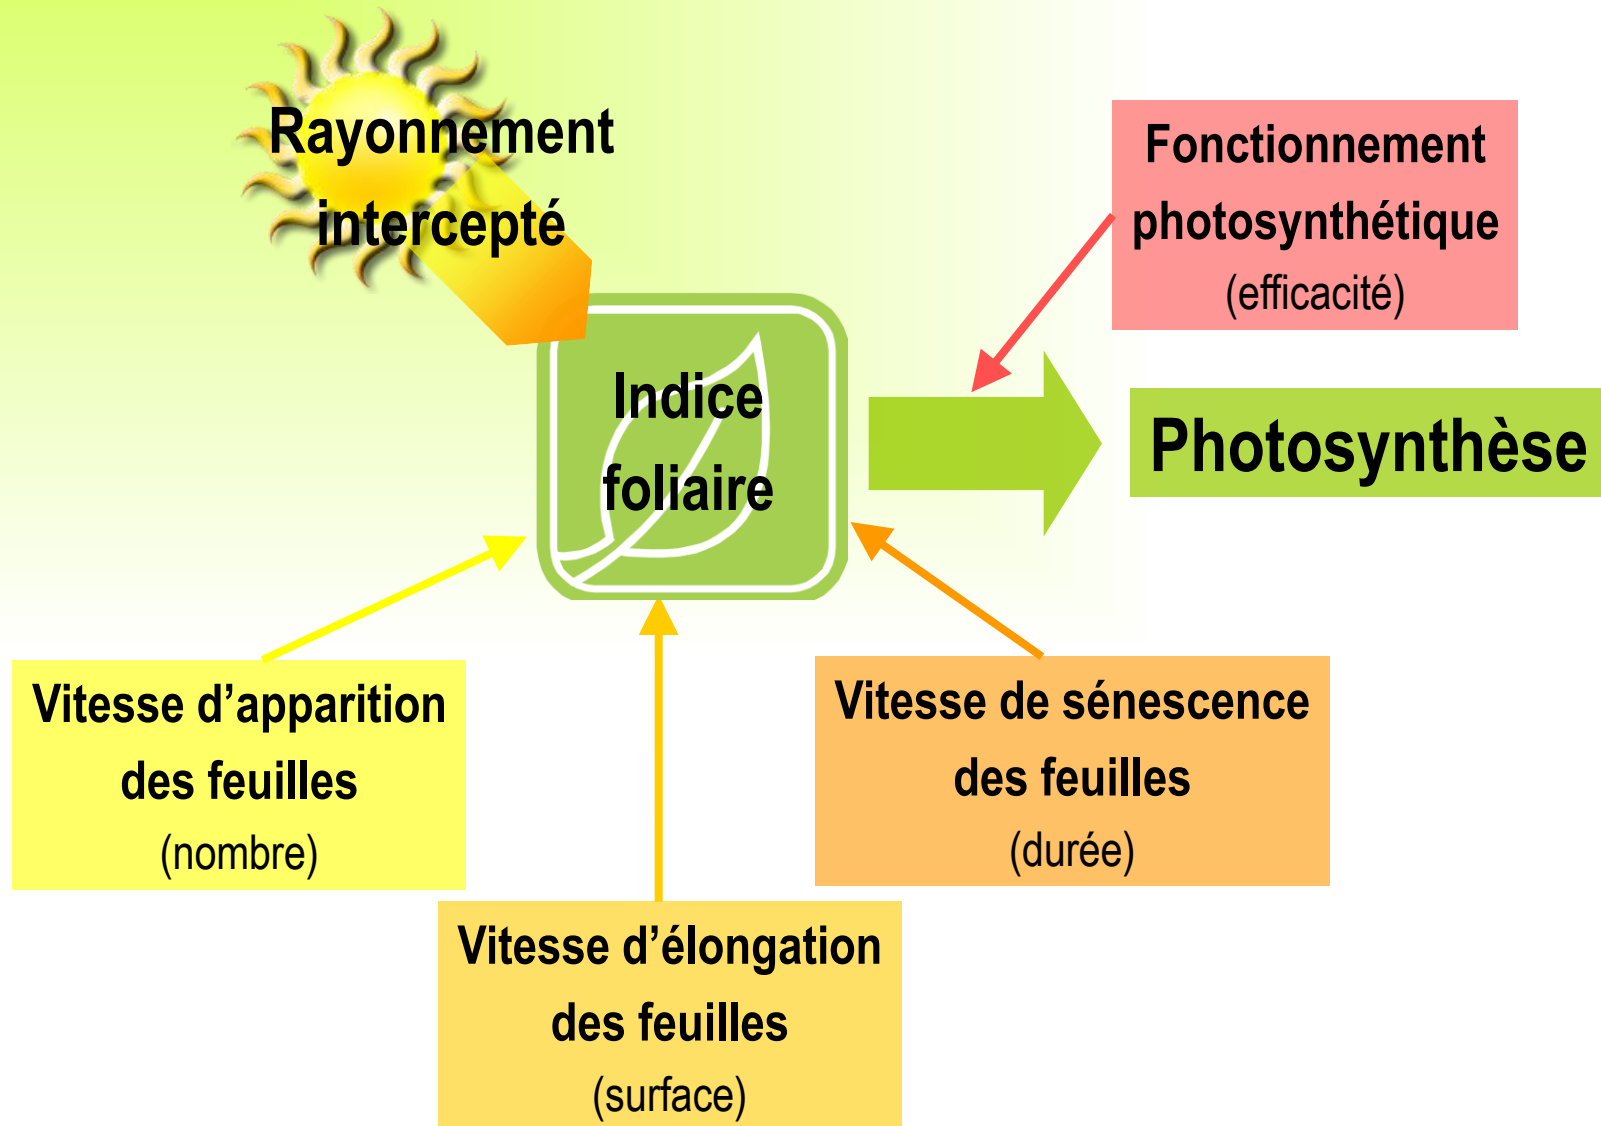 Rayonnement
intercepté
Fonctionnement
photosynthétique
(efficacité)
Indice
foliaire
Photosynthèse
Vitesse d’apparition
des feuilles
(nombre)
Vitesse de sénescence
des feuilles
(durée)
Vitesse d’élongation
des feuilles
(surface)